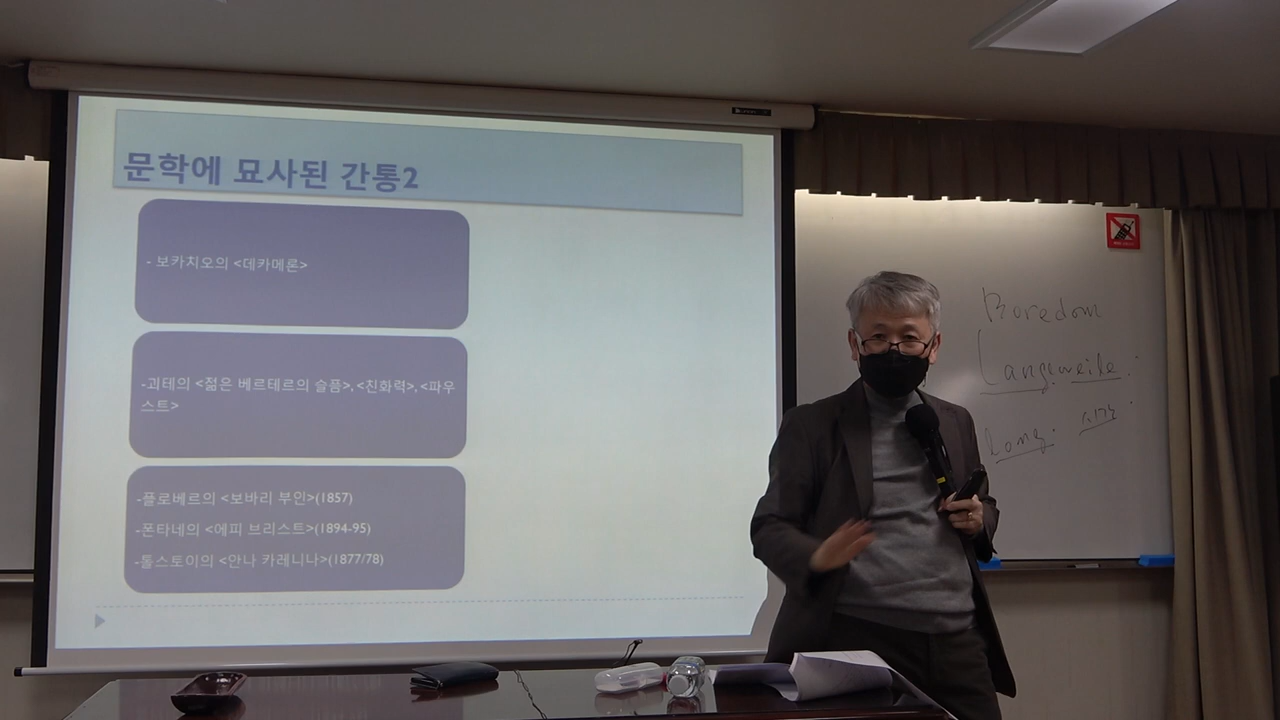 문학에 묘사된 간통2
- 보카치오의 <데카메론>
-괴테의 <젊은 베르테르의 슬픔>, <친화력>, <파우
스트>
-플로베르의 <보바리 부인>(1857)
-폰타네의 <에피 브리스트>(1894-95)
-톨스토이의 <안나 카레니나>(1877/78)
Boredom
Langeweile.
Long. 시간.